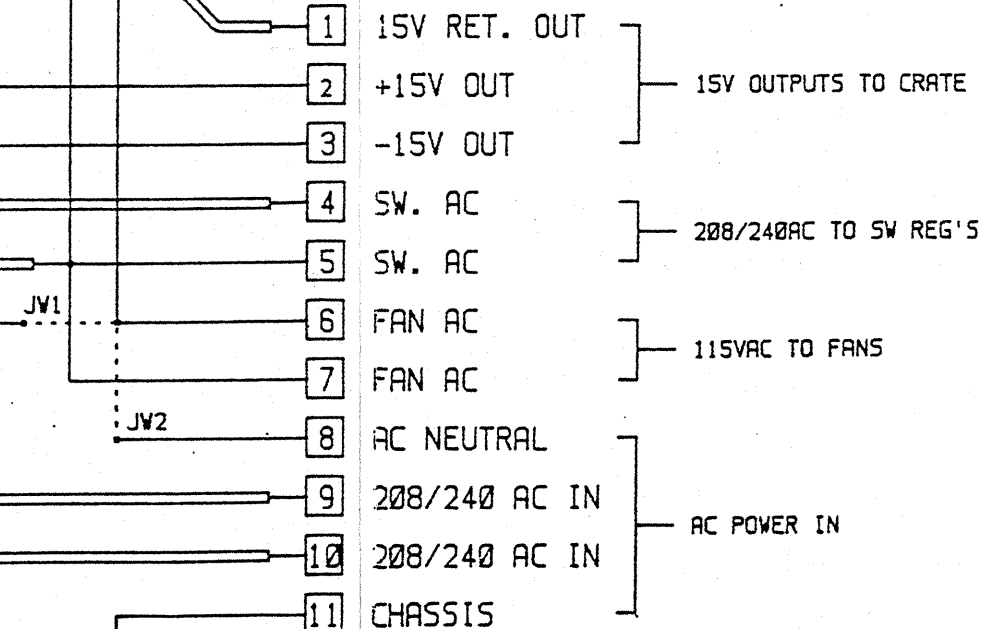 1 15V RET. OUT
2 +15V OUT
15V OUTPUTS TO CRATE
3 -15V OUT
4 SW. AC
208/240AC TO SW REG'S
5 SW. AC
JW1
6 FAN AC
115VAC TO FANS
7 FAN AC
JW2
8 AC NEUTRAL
9 208/240 AC IN
AC POWER IN
10 208/240 AC IN
11 CHASSIS